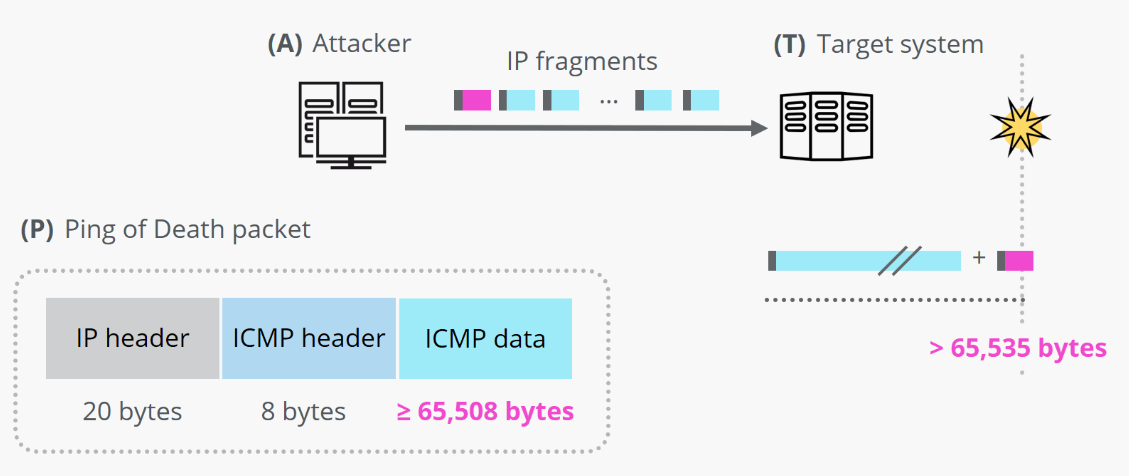 (A) Attacker
IP fragments
...
(T) Target system
(P) Ping of Death packet
+
IP header
ICMP header
ICMP data
20 bytes
8 bytes
≥ 65,508 bytes
> 65,535 bytes